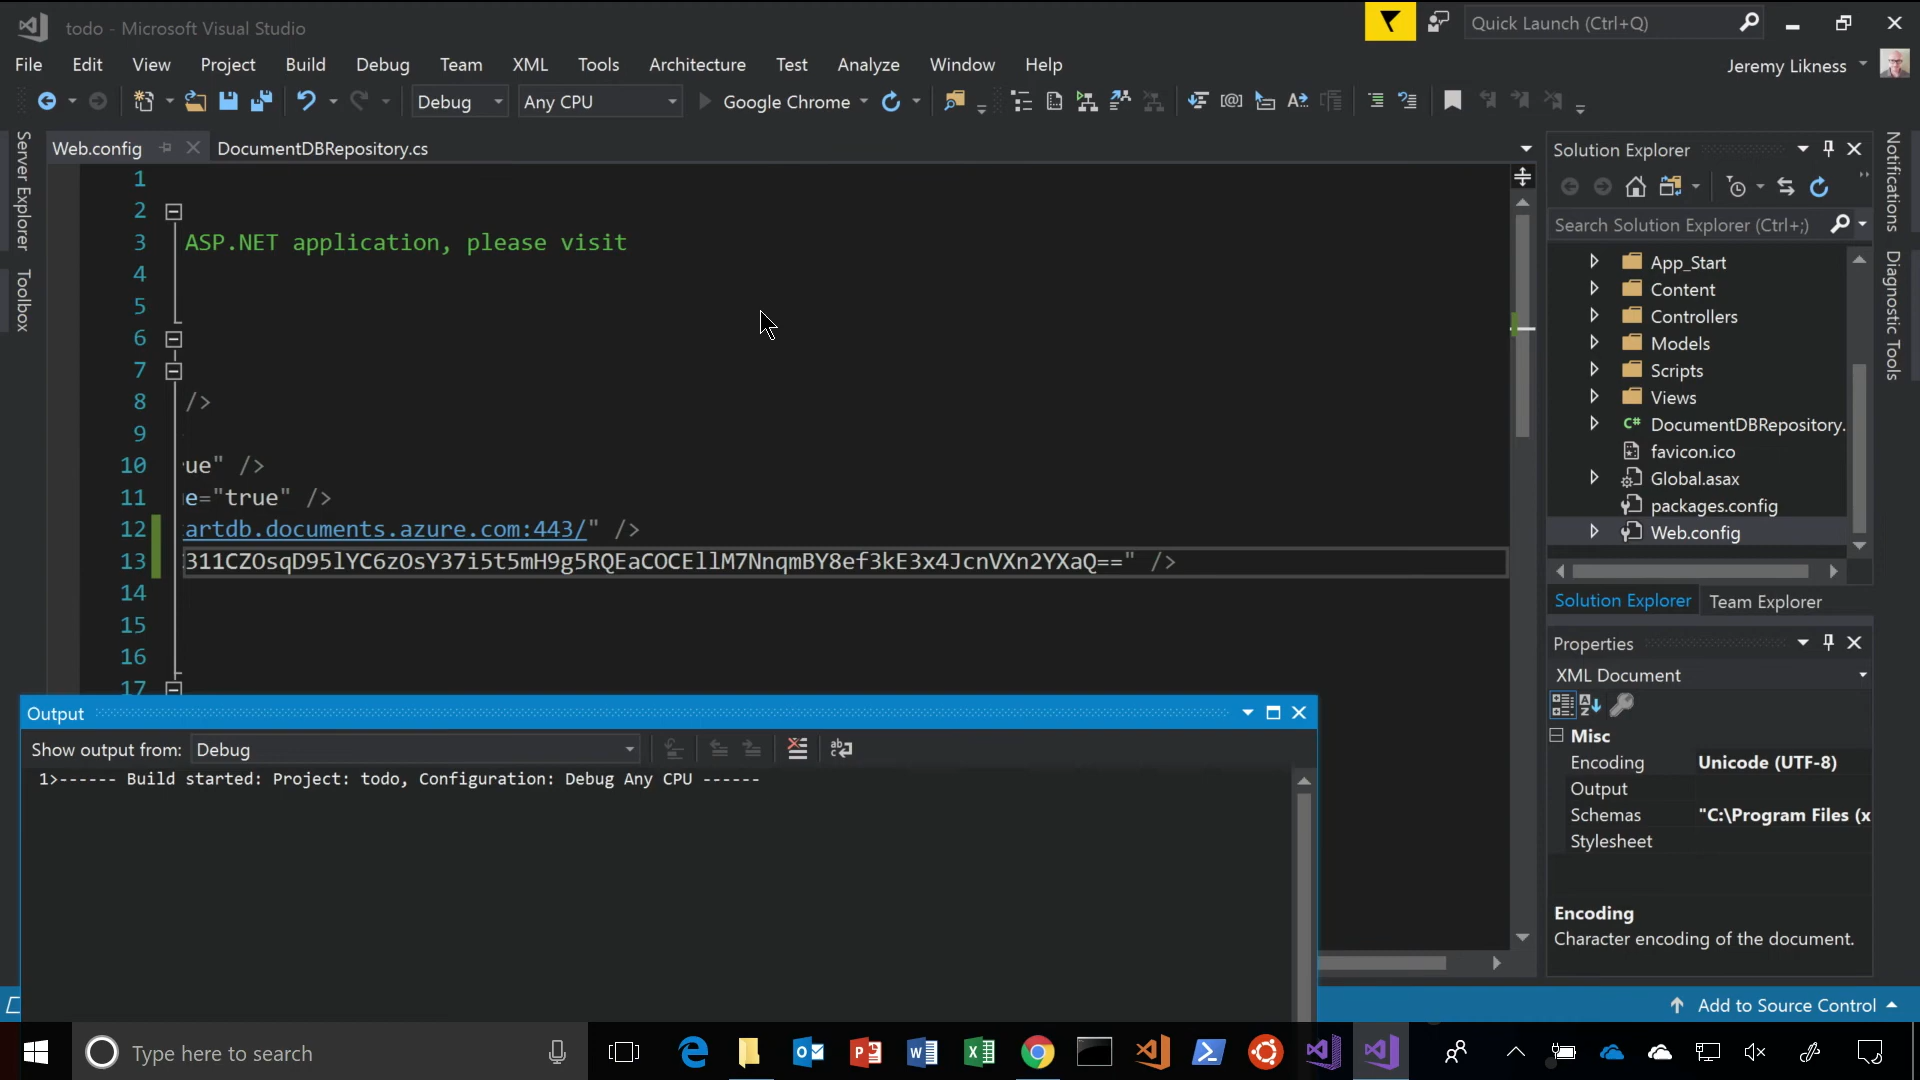 todo - Microsoft Visual Studio
Quick Launch (Ctrl+Q)
File Edit View Project Build Debug Team XML Tools Architecture Test Analyze Window Help
Jeremy Likness
Debug Any CPU Google Chrome
Server Explorer
Toolbox
Web.config DocumentDBRepository.cs
1
2
3 ASP.NET application, please visit
4
5
6
7
8 />
9
10 ue" />
11 e="true" />
12 artdb.documents.azure.com:443/" />
13 311CZOsqD95lYC6zOsY37i5t5mH9g5RQEaCOCEllM7NnqmBY8ef3kE3x4JcnVXn2YXaQ==" />
14
15
16
17
Output
Show output from: Debug
1>------ Build started: Project: todo, Configuration: Debug Any CPU ------
Solution Explorer
Search Solution Explorer (Ctrl+;)
App_Start
Content
Controllers
Models
Scripts
Views
C# DocumentDBRepository.
favicon.ico
Global.asax
packages.config
Web.config
Solution Explorer Team Explorer
Properties
XML Document
Misc
Encoding Unicode (UTF-8)
Output
Schemas "C:\Program Files (x
Stylesheet
Encoding
Character encoding of the document.
Notifications
Diagnostic Tools
Add to Source Control
Type here to search